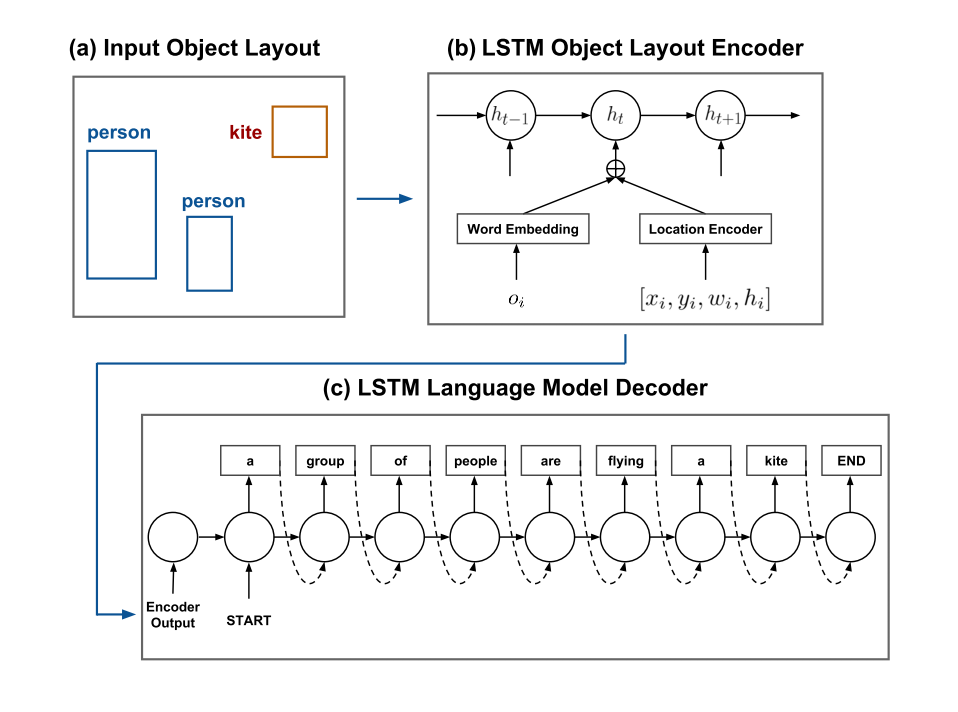 (a) Input Object Layout
person
kite
person
(b) LSTM Object Layout Encoder
h_{t-1}
h_t
h_{t+1}
Word Embedding
Location Encoder
o_i
[x_i, y_i, w_i, h_i]
(c) LSTM Language Model Decoder
a
group
of
people
are
flying
a
kite
END
Encoder
Output
START